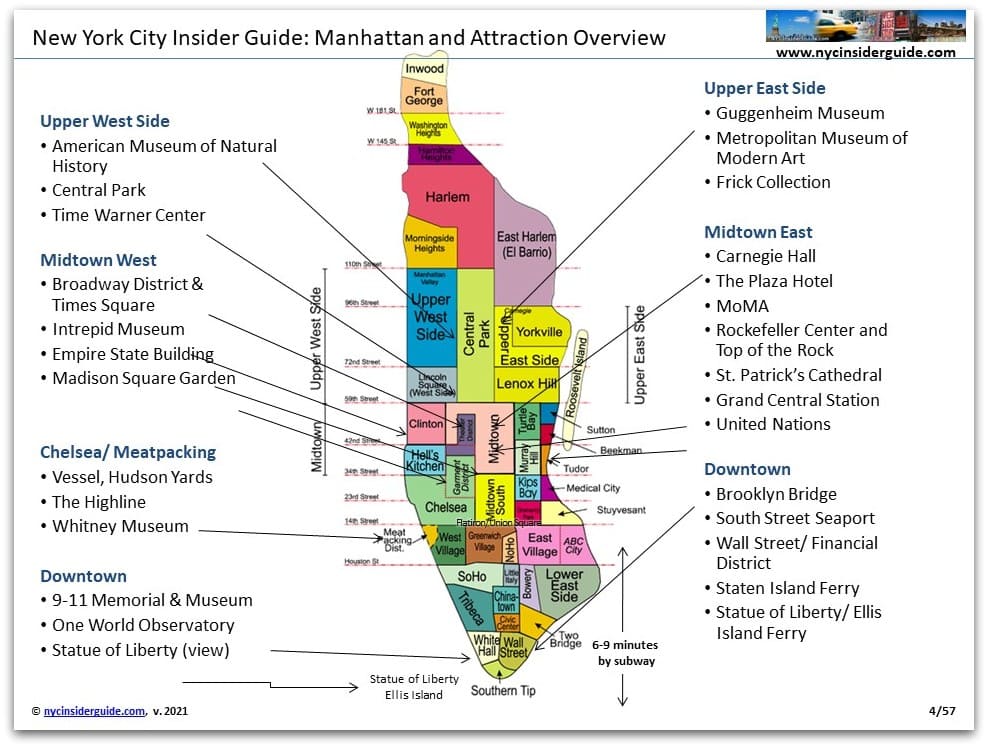 New York City Insider Guide: Manhattan and Attraction Overview
www.nycinsiderguide.com
Upper West Side
• American Museum of Natural
History
• Central Park
• Time Warner Center
Midtown West
• Broadway District &
Times Square
• Intrepid Museum
• Empire State Building
• Madison Square Garden
Chelsea/ Meatpacking
• Vessel, Hudson Yards
• The Highline
• Whitney Museum
Downtown
• 9-11 Memorial & Museum
• One World Observatory
• Statue of Liberty (view)
Inwood
Fort
George
W 181 St
Washington
Heights
W 145 St
Hamilton
Heights
Harlem
Morningside
Heights
East Harlem
(El Barrio)
110th Street
Manhattan
Valley
Upper
West
Side
96th Street
Central
Park
Carnegie
Upper
Yorkville
East Side
72nd Street
Lincoln
Square
(West Side)
Lenox Hill
59th Street
Upper West Side
Upper East Side
Roosevelt Island
Midtown
Clinton
Theater
District
Midtown
Turtle
Bay
Sutton
42nd Street
Beekman
Hell's
Kitchen
Garment
District
Murray
Hill
Tudor
34th Street
Kips
Bay
Medical City
Midtown
South
23rd Street
Chelsea
Stuyvesant
14th Street
Flatiron/Union Square
Meat
Packing
Dist.
West
Village
Greenwich
Village
NoHo
East
Village
ABC
City
Houston St
SoHo
Little
Italy
Bowery
Lower
East
Side
Tribeca
China-
town
Civic
Center
Two
Bridge
White
Hall
Wall
Street
Southern Tip
6-9 minutes
by subway
Statue of Liberty
Ellis Island
Upper East Side
• Guggenheim Museum
• Metropolitan Museum of
Modern Art
• Frick Collection
Midtown East
• Carnegie Hall
• The Plaza Hotel
• MoMA
• Rockefeller Center and
Top of the Rock
• St. Patrick's Cathedral
• Grand Central Station
• United Nations
Downtown
• Brooklyn Bridge
• South Street Seaport
• Wall Street/ Financial
District
• Staten Island Ferry
• Statue of Liberty/ Ellis
Island Ferry
© nycinsiderguide.com, v. 2021
4/57